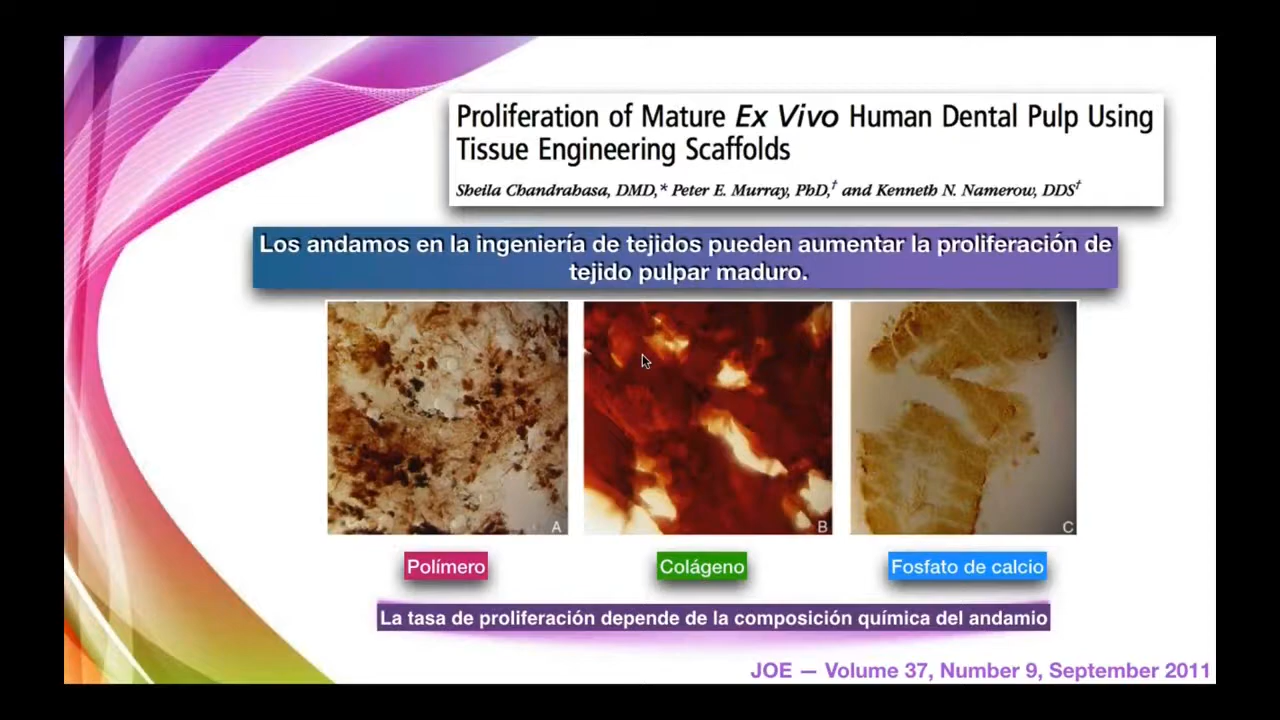 Proliferation of Mature Ex Vivo Human Dental Pulp Using
Tissue Engineering Scaffolds
Sheila Chandrahasa, DMD,* Peter E. Murray, PhD,† and Kenneth N. Namerow, DDS†
Los andamos en la ingeniería de tejidos pueden aumentar la proliferación de
tejido pulpar maduro.
A
B
C
Polímero
Colágeno
Fosfato de calcio
La tasa de proliferación depende de la composición química del andamio
JOE — Volume 37, Number 9, September 2011